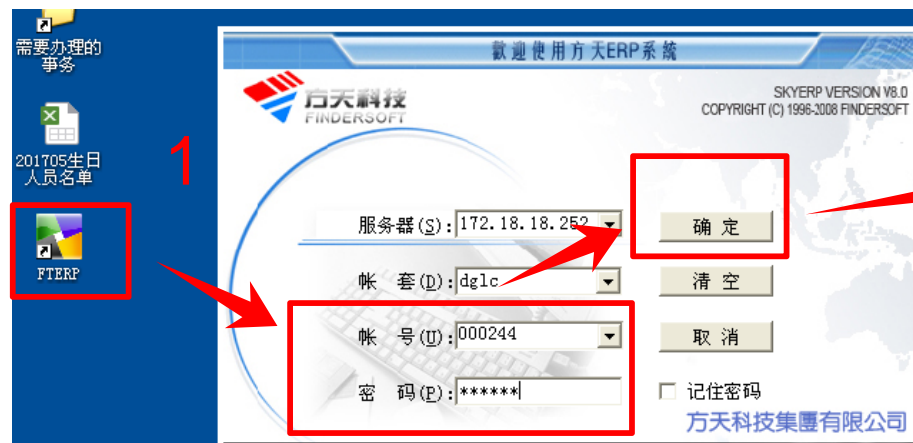 需要办理的
事务
201705生日
人员名单
1
FTERP
歡迎使用方天ERP系統
方天科技
FINDERSOFT
SKYERP VERSION V8.0
COPYRIGHT (C) 1996-2008 FINDERSOFT
服务器(S):172.18.18.252
确 定
帐 套(D):dglc
清 空
帐 号(U):000244
取 消
密 码(P):******
记住密码
方天科技集團有限公司